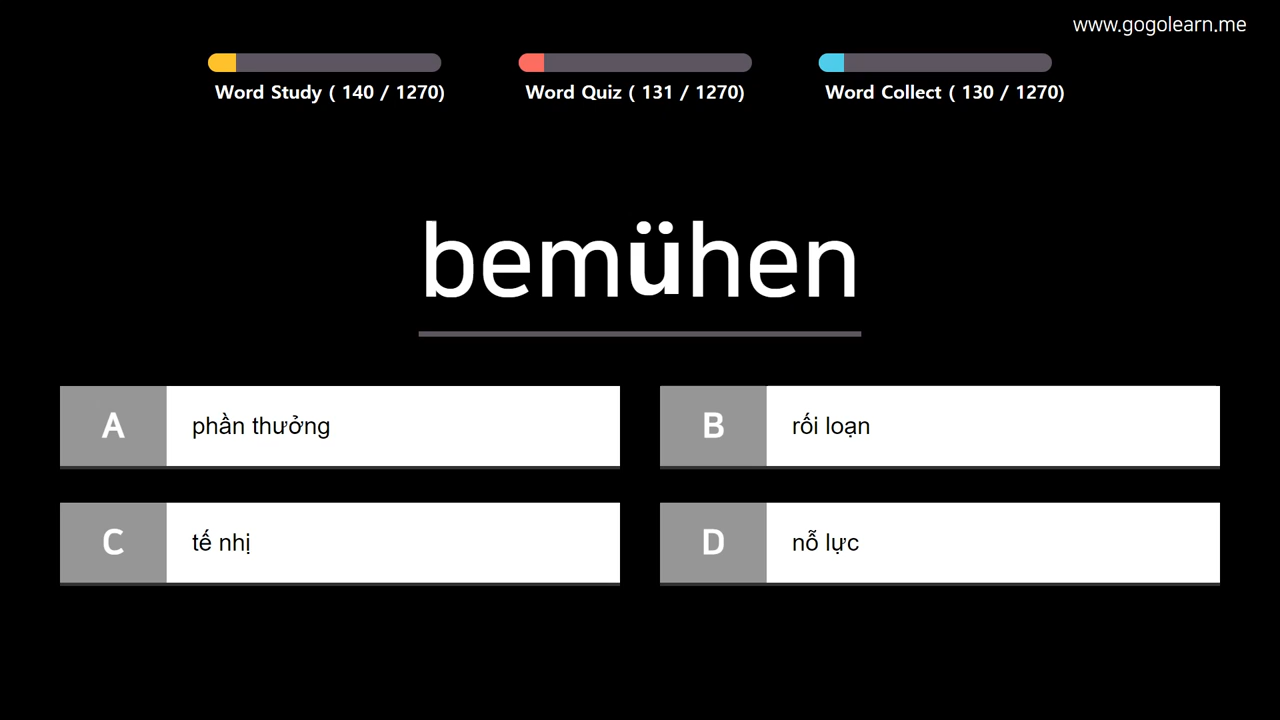 www.gogolearn.me
Word Study ( 140 / 1270)
Word Quiz ( 131 / 1270)
Word Collect ( 130 / 1270)
bemühen
A
phần thưởng
B
rối loạn
C
tế nhị
D
nỗ lực